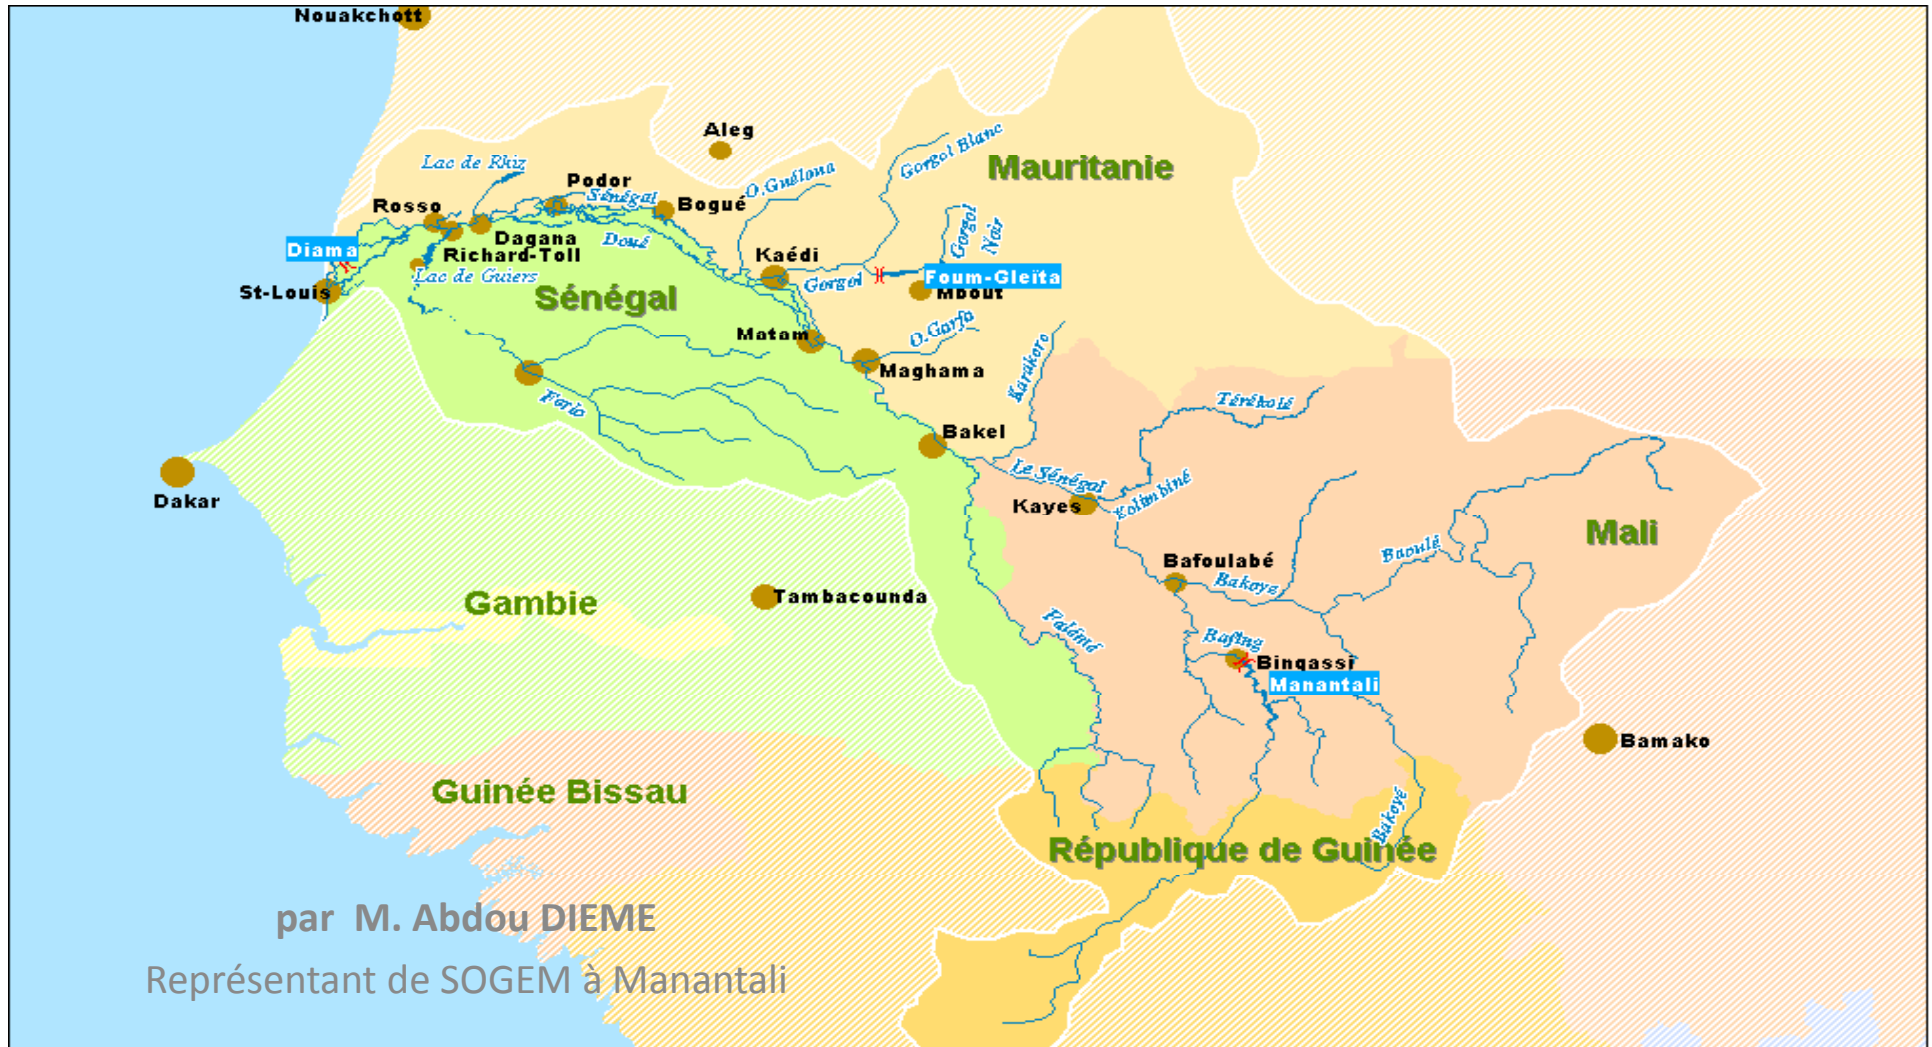 Nouakchott
Aleg
Gorgol Blanc
Mauritanie
Lac de Rkiz
Podor
O.Guéloua
Sénégal
Rosso
Bogué
Gorgol
Noir
Dagana
Doué
Diama
Richard-Toll
Kaédi
Lac de Guiers
Gorgol
Foum-Gleïta
St-Louis
Sénégal
Mbout
Matam
O.Garfa
Karakoro
Maghama
Térékolé
Ferlo
Bakel
Le Sénégal
Kolimbiné
Dakar
Kayes
Mali
Baoulé
Bafoulabé
Bakoye
Gambie
Tambacounda
Falémé
Bafing
Bingassi
Manantali
Bamako
Guinée Bissau
Bakoyé
République de Guinée
par M. Abdou DIEME
Représentant de SOGEM à Manantali